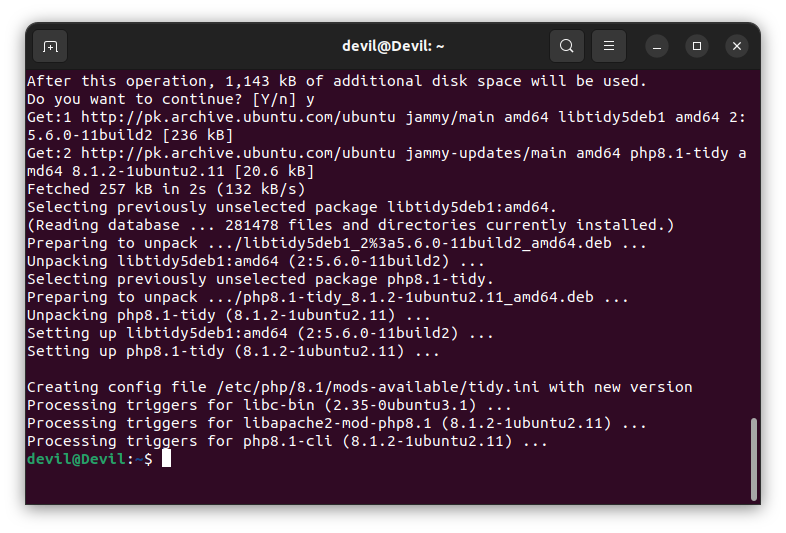 devil@Devil: ~
After this operation, 1,143 kB of additional disk space will be used.
Do you want to continue? [Y/n] y
Get:1 http://pk.archive.ubuntu.com/ubuntu jammy/main amd64 libtidy5deb1 amd64 2:
5.6.0-11build2 [236 kB]
Get:2 http://pk.archive.ubuntu.com/ubuntu jammy-updates/main amd64 php8.1-tidy a
md64 8.1.2-1ubuntu2.11 [20.6 kB]
Fetched 257 kB in 2s (132 kB/s)
Selecting previously unselected package libtidy5deb1:amd64.
(Reading database ... 281478 files and directories currently installed.)
Preparing to unpack .../libtidy5deb1_2%3a5.6.0-11build2_amd64.deb ...
Unpacking libtidy5deb1:amd64 (2:5.6.0-11build2) ...
Selecting previously unselected package php8.1-tidy.
Preparing to unpack .../php8.1-tidy_8.1.2-1ubuntu2.11_amd64.deb ...
Unpacking php8.1-tidy (8.1.2-1ubuntu2.11) ...
Setting up libtidy5deb1:amd64 (2:5.6.0-11build2) ...
Setting up php8.1-tidy (8.1.2-1ubuntu2.11) ...

Creating config file /etc/php/8.1/mods-available/tidy.ini with new version
Processing triggers for libc-bin (2.35-0ubuntu3.1) ...
Processing triggers for libapache2-mod-php8.1 (8.1.2-1ubuntu2.11) ...
Processing triggers for php8.1-cli (8.1.2-1ubuntu2.11) ...
devil@Devil:~$